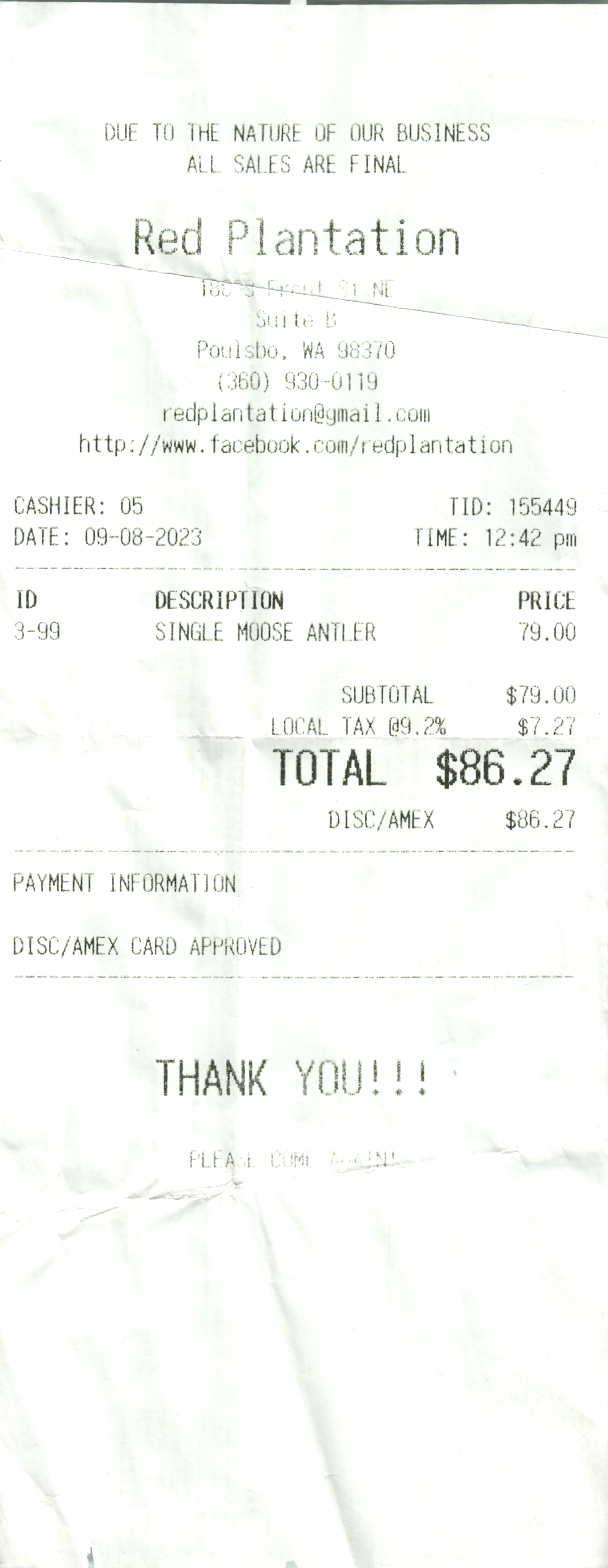 DUE TO THE NATURE OF OUR BUSINESS
ALL SALES ARE FINAL
Red Plantation
St NE
Suite B
Poulsbo, WA 98370
(360) 930-0119
redplantation@gmail.com
http://www.facebook.com/redplantation
CASHIER: 05 TID: 155449
DATE: 09-08-2023 TIME: 12:42 pm
ID DESCRIPTION PRICE
3-99 SINGLE MOOSE ANTLER 79.00
SUBTOTAL $79.00
LOCAL TAX @9.2% $7.27
TOTAL $86.27
DISC/AMEX $86.27
PAYMENT INFORMATION
DISC/AMEX CARD APPROVED
THANK YOU!!!
PLEASE COME AGAIN!